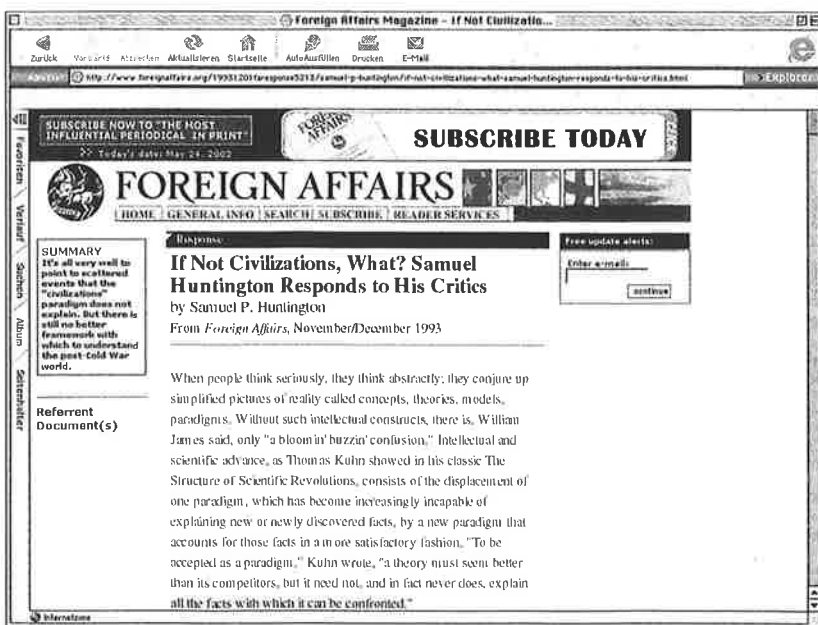 Foreign Affairs Magazine – If Not Civilizatio...
Zurück Vorwärts Abbrechen Aktualisieren Startseite AutoAusfüllen Drucken E-Mail
Explorer
SUBSCRIBE NOW TO "THE MOST
INFLUENTIAL PERIODICAL IN PRINT"
>> Today's date: May 24, 2002
FOREIGN AFFAIRS
SUBSCRIBE TODAY
FOREIGN AFFAIRS
HOME | GENERAL INFO | SEARCH | SUBSCRIBE | READER SERVICES
Favoriten
Verlauf
Suchen
Album
Seitenhalter
SUMMARY
It's all very well to
point to scattered
events that the
"civilizations"
paradigm does not
explain. But there is
still no better
framework with
which to understand
the post-Cold War
world.
Referrent
Document(s)
Response
If Not Civilizations, What? Samuel
Huntington Responds to His Critics
by Samuel P. Huntington
From Foreign Affairs, November/December 1993
When people think seriously, they think abstractly; they conjure up
simplified pictures of reality called concepts, theories, models,
paradigms. Without such intellectual constructs, there is, William
James said, only "a bloomin' buzzin' confusion." Intellectual and
scientific advance, as Thomas Kuhn showed in his classic The
Structure of Scientific Revolutions, consists of the displacement of
one paradigm, which has become increasingly incapable of
explaining new or newly discovered facts, by a new paradigm that
accounts for those facts in a more satisfactory fashion. "To be
accepted as a paradigm," Kuhn wrote, "a theory must seem better
than its competitors, but it need not, and in fact never does, explain
all the facts with which it can be confronted."
Free update alerts:
Enter e-mail:
continue
Internetzone